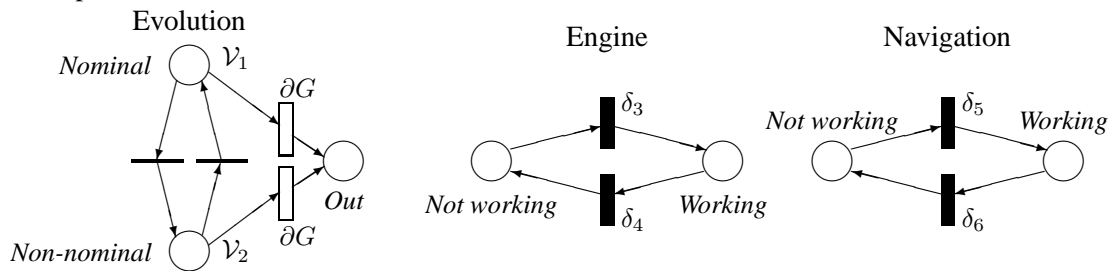 Evolution
Engine
Navigation
Nominal
𝒱₁
∂G
δ₃
δ₅
Not working
Working
Out
Not working
Working
δ₄
δ₆
Non-nominal
𝒱₂
∂G